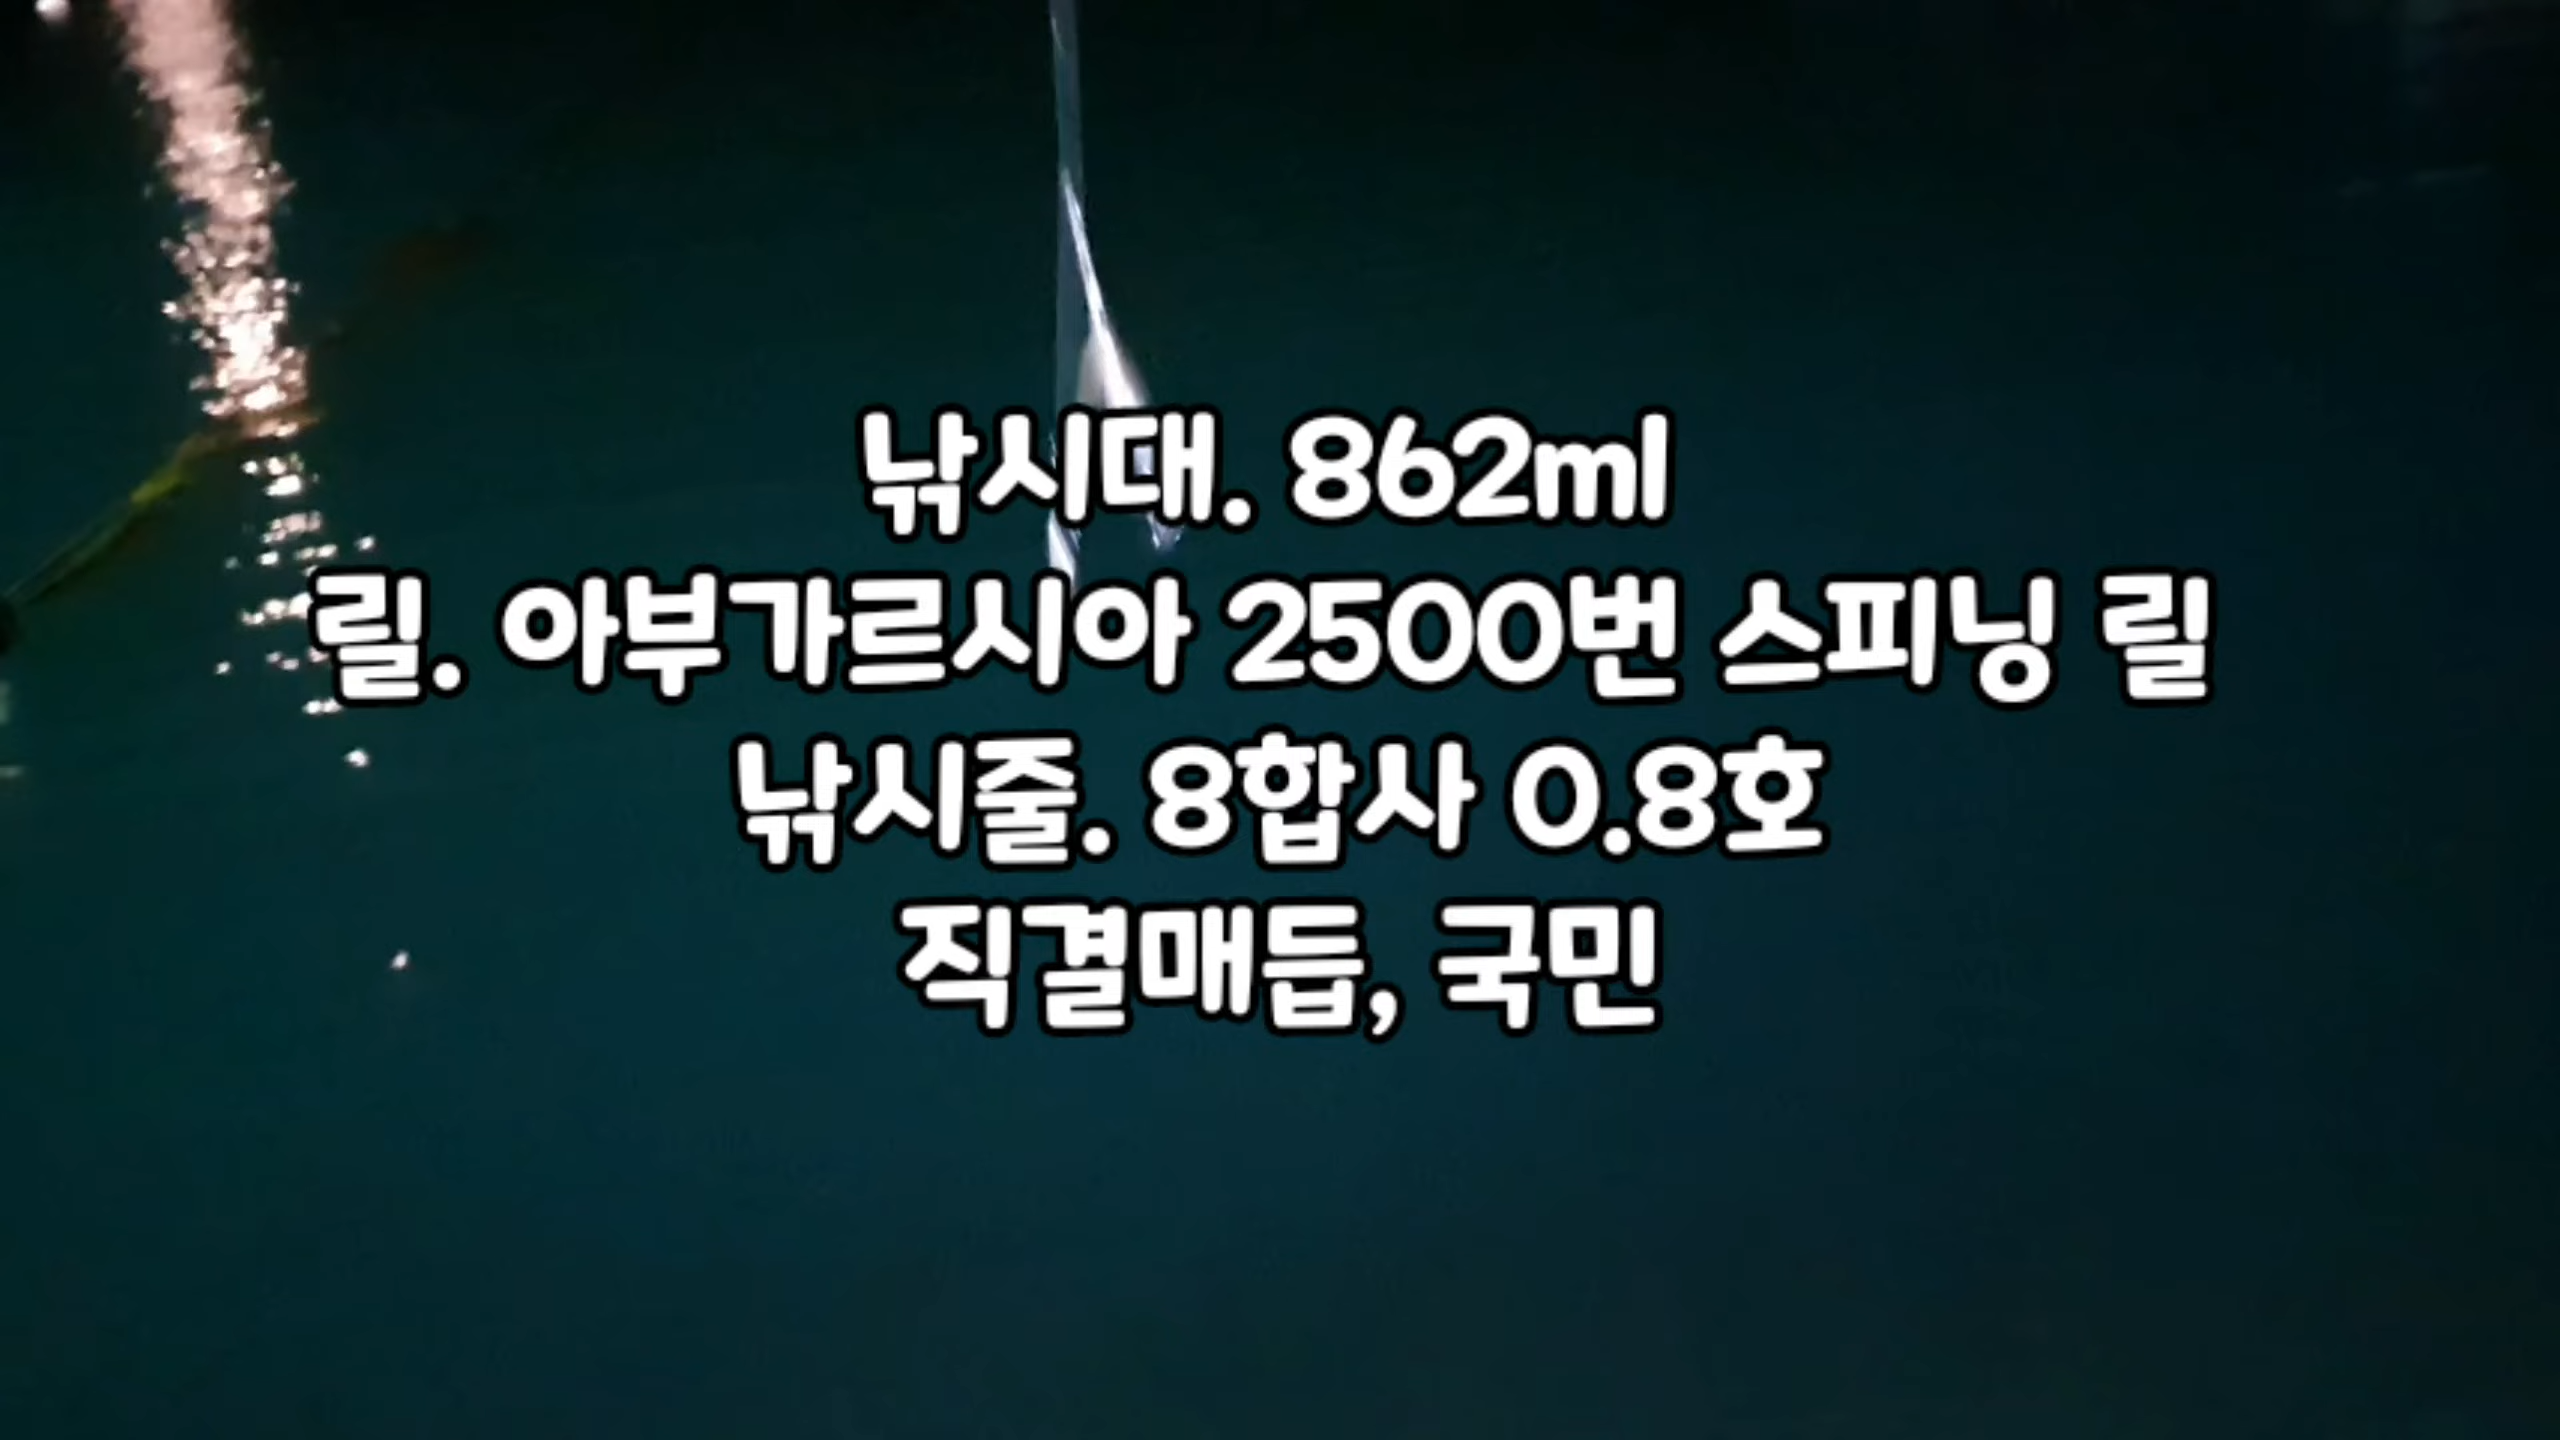 낚시대. 862ml
릴. 아부가르시아 2500번 스피닝 릴
낚시줄. 8합사 0.8호
직결매듭, 국민